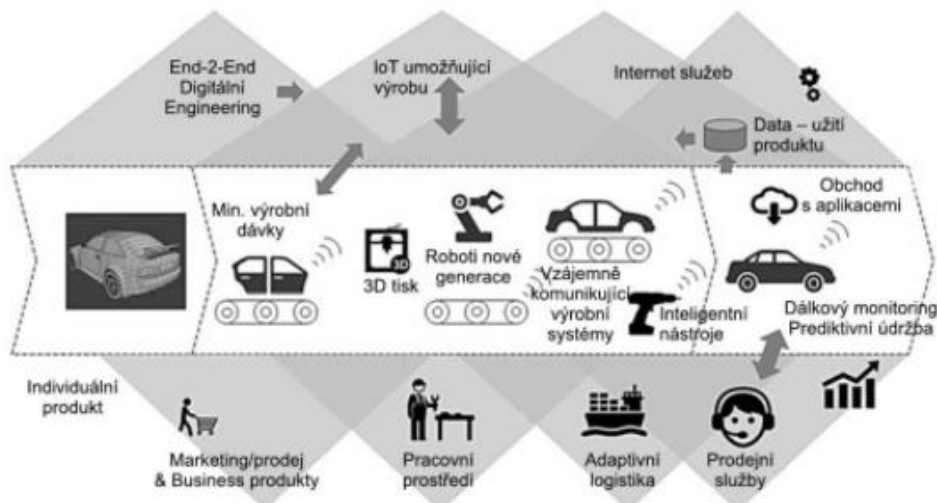 End-2-End
Digitální
Engineering
IoT umožňující
výrobu
Internet služeb
Data – užití
produktu
Min. výrobní
dávky
3D
3D tisk
Roboti nové
generace
Vzájemně
komunikující
výrobní
systémy
Inteligentní
nástroje
Obchod
s aplikacemi
Dálkový monitoring
Prediktivní údržba
Individuální
produkt
Marketing/prodej
& Business produkty
Pracovní
prostředí
Adaptivní
logistika
Prodejní
služby